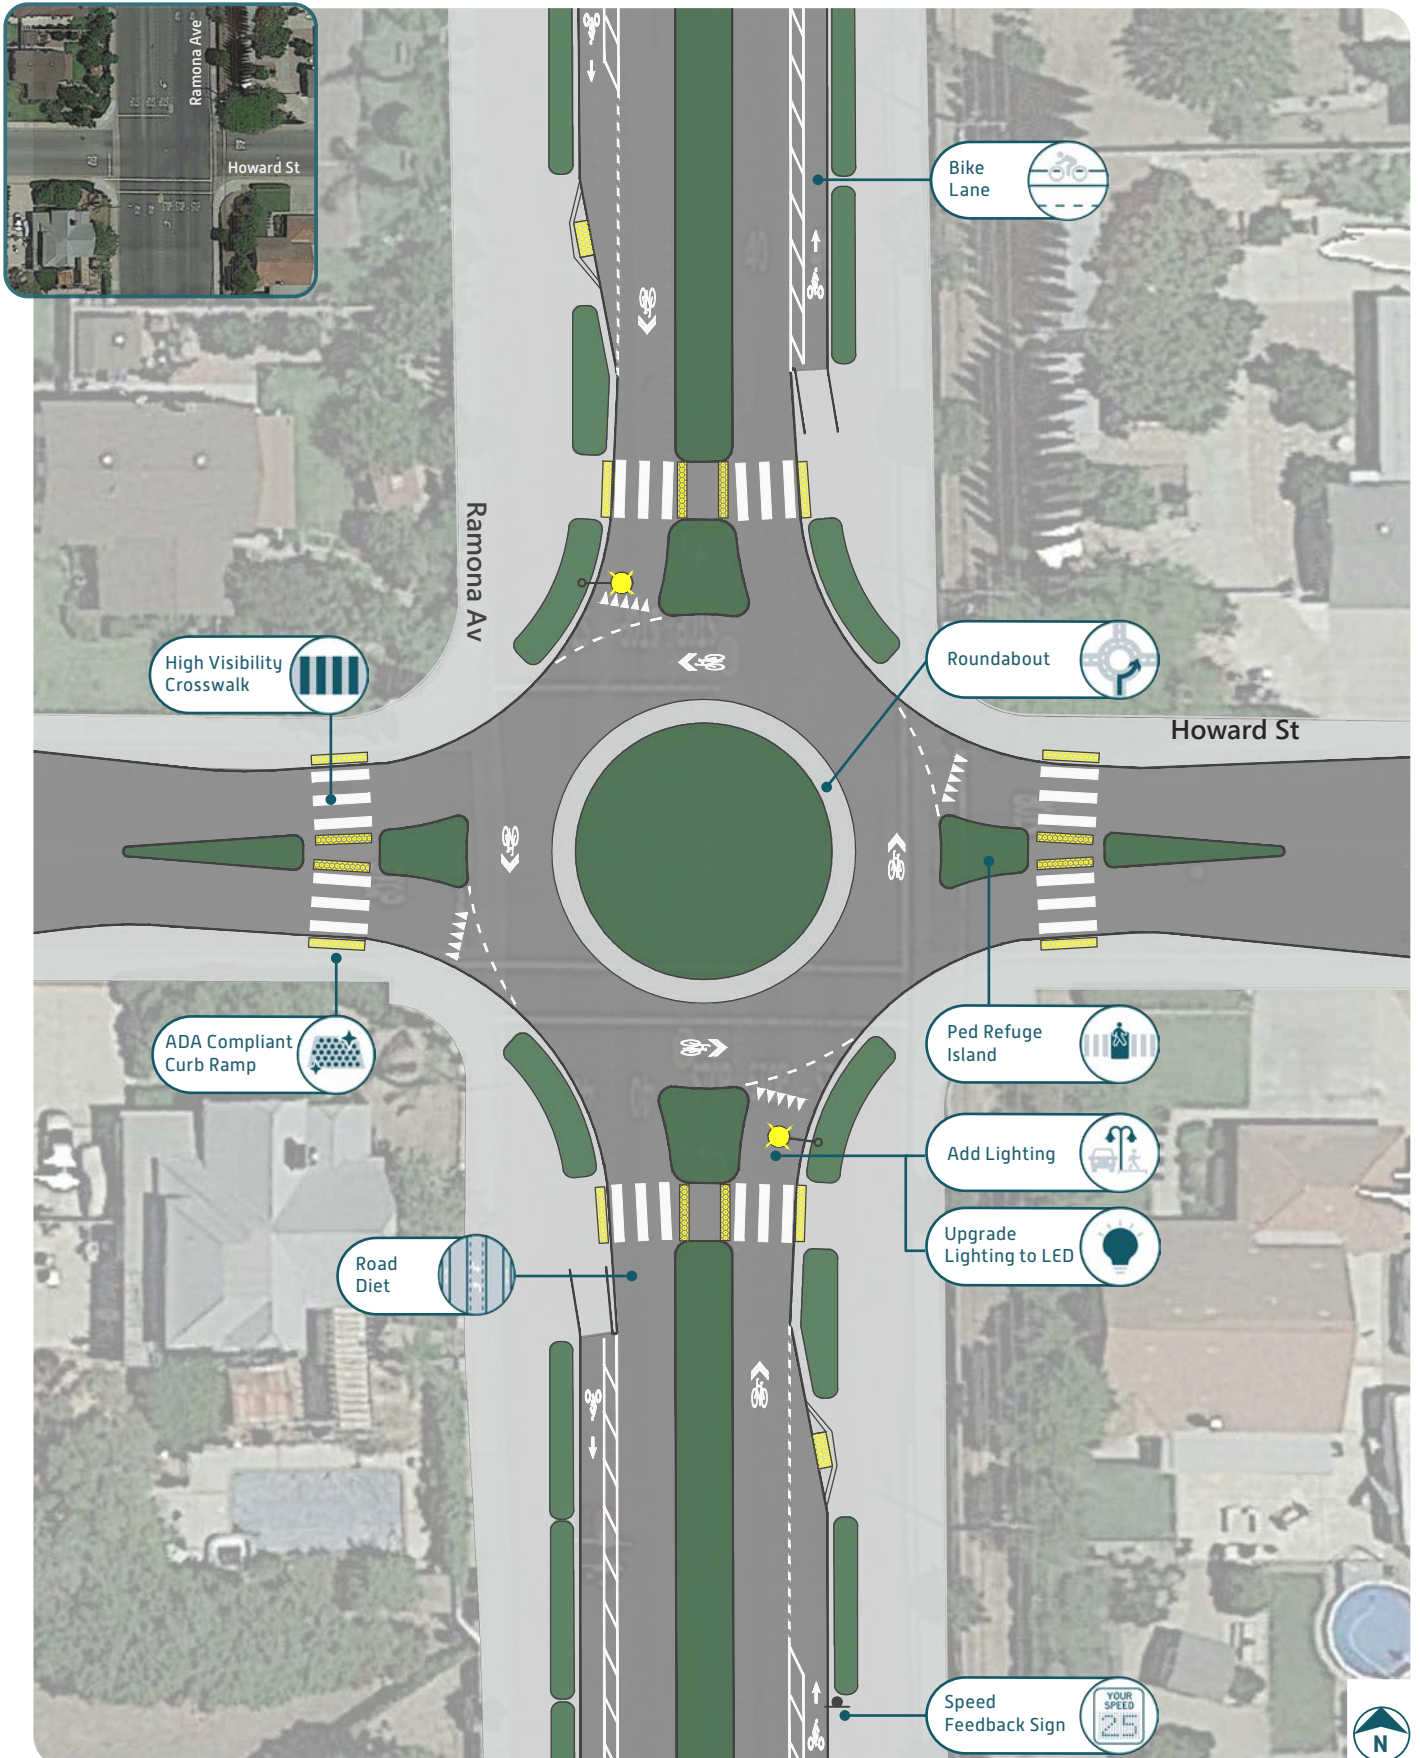 Ramona Ave
Howard St
Bike
Lane
Ramona Av
High Visibility
Crosswalk
Roundabout
Howard St
ADA Compliant
Curb Ramp
Ped Refuge
Island
Add Lighting
Upgrade
Lighting to LED
Road
Diet
Speed
Feedback Sign
YOUR
SPEED
25
N